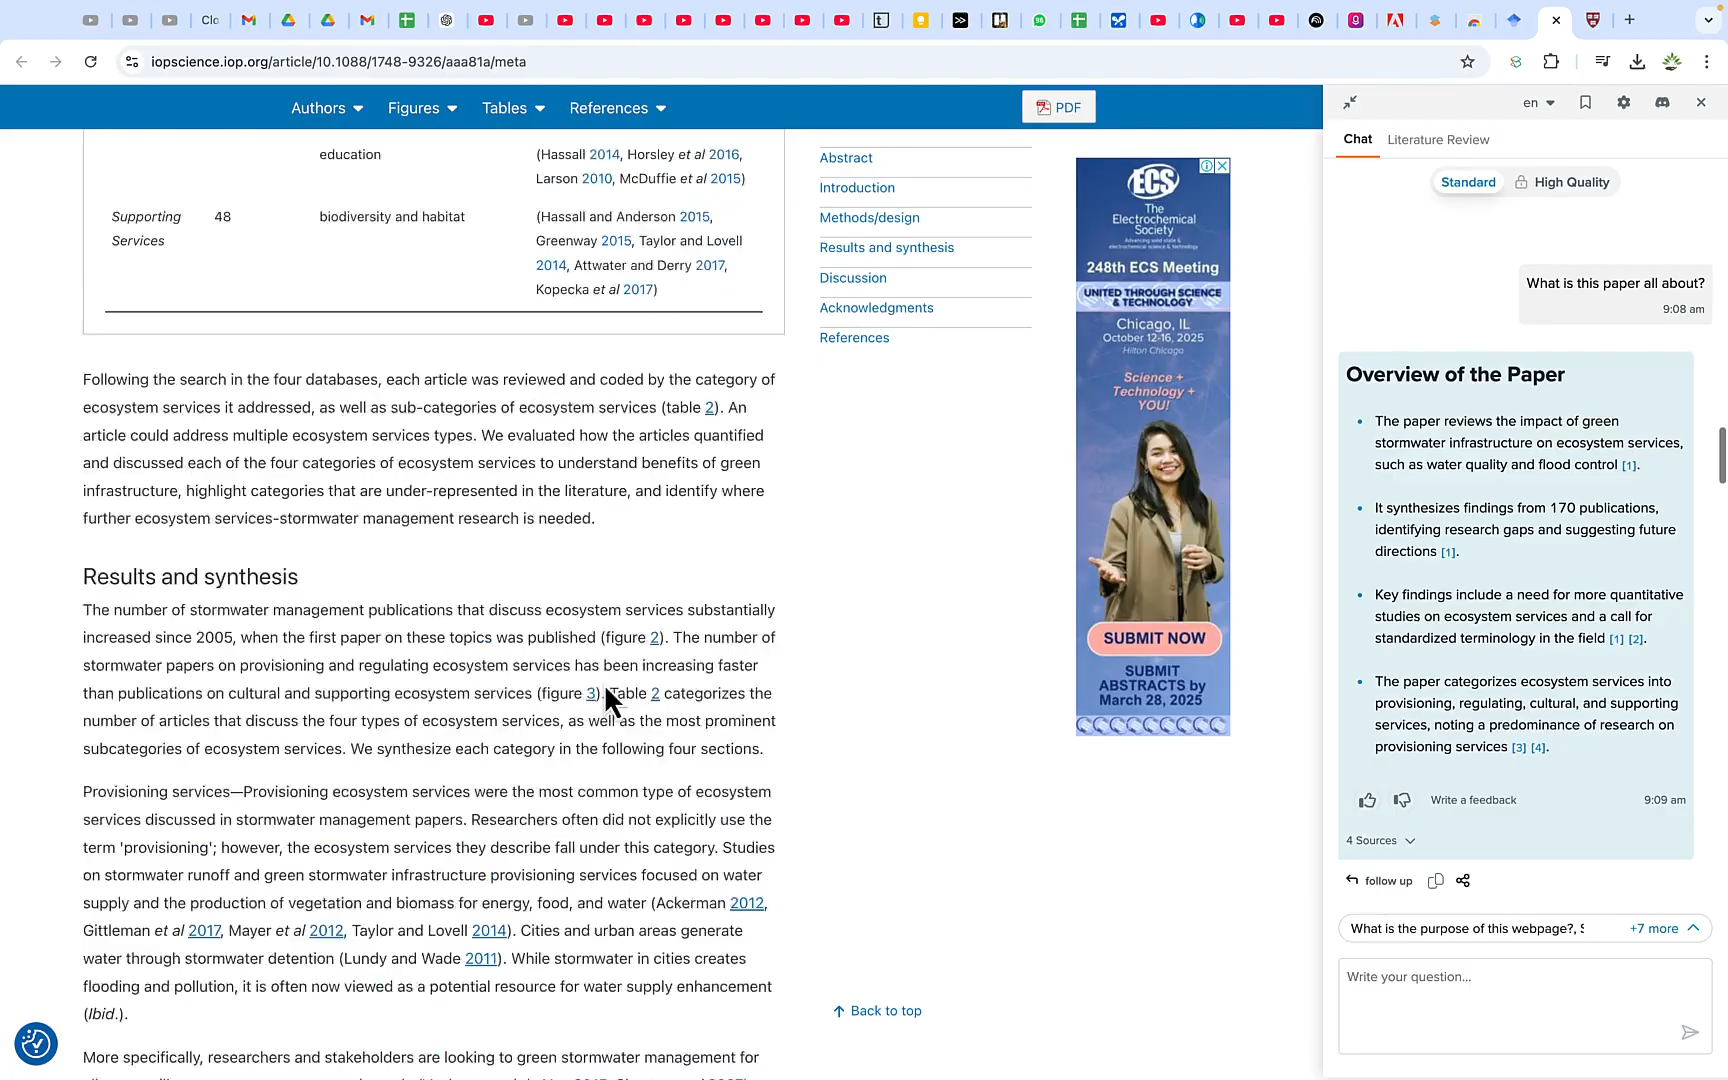 Clo
iopscience.iop.org/article/10.1088/1748-9326/aaa81a/meta
Authors
Figures
Tables
References
PDF
education
(Hassall 2014, Horsley et al 2016,
Larson 2010, McDuffie et al 2015)
Supporting
Services
48
biodiversity and habitat
(Hassall and Anderson 2015,
Greenway 2015, Taylor and Lovell
2014, Attwater and Derry 2017,
Kopecka et al 2017)
Following the search in the four databases, each article was reviewed and coded by the category of
ecosystem services it addressed, as well as sub-categories of ecosystem services (table 2). An
article could address multiple ecosystem services types. We evaluated how the articles quantified
and discussed each of the four categories of ecosystem services to understand benefits of green
infrastructure, highlight categories that are under-represented in the literature, and identify where
further ecosystem services-stormwater management research is needed.
Results and synthesis
The number of stormwater management publications that discuss ecosystem services substantially
increased since 2005, when the first paper on these topics was published (figure 2). The number of
stormwater papers on provisioning and regulating ecosystem services has been increasing faster
than publications on cultural and supporting ecosystem services (figure 3). Table 2 categorizes the
number of articles that discuss the four types of ecosystem services, as well as the most prominent
subcategories of ecosystem services. We synthesize each category in the following four sections.
Provisioning services—Provisioning ecosystem services were the most common type of ecosystem
services discussed in stormwater management papers. Researchers often did not explicitly use the
term 'provisioning'; however, the ecosystem services they describe fall under this category. Studies
on stormwater runoff and green stormwater infrastructure provisioning services focused on water
supply and the production of vegetation and biomass for energy, food, and water (Ackerman 2012,
Gittleman et al 2017, Mayer et al 2012, Taylor and Lovell 2014). Cities and urban areas generate
water through stormwater detention (Lundy and Wade 2011). While stormwater in cities creates
flooding and pollution, it is often now viewed as a potential resource for water supply enhancement
(Ibid.).
More specifically, researchers and stakeholders are looking to green stormwater management for
Abstract
Introduction
Methods/design
Results and synthesis
Discussion
Acknowledgments
References
Back to top
ECS
The
Electrochemical
Society
Advancing solid state &
electrochemical science & technology
248th ECS Meeting
UNITED THROUGH SCIENCE
& TECHNOLOGY
Chicago, IL
October 12-16, 2025
Hilton Chicago
Science +
Technology +
YOU!
SUBMIT NOW
SUBMIT
ABSTRACTS by
March 28, 2025
en
Chat
Literature Review
Standard
High Quality
What is this paper all about?
9:08 am
Overview of the Paper
• The paper reviews the impact of green
stormwater infrastructure on ecosystem services,
such as water quality and flood control [1].
• It synthesizes findings from 170 publications,
identifying research gaps and suggesting future
directions [1].
• Key findings include a need for more quantitative
studies on ecosystem services and a call for
standardized terminology in the field [1] [2].
• The paper categorizes ecosystem services into
provisioning, regulating, cultural, and supporting
services, noting a predominance of research on
provisioning services [3] [4].
Write a feedback
9:09 am
4 Sources
follow up
What is the purpose of this webpage?, S
+7 more
Write your question...